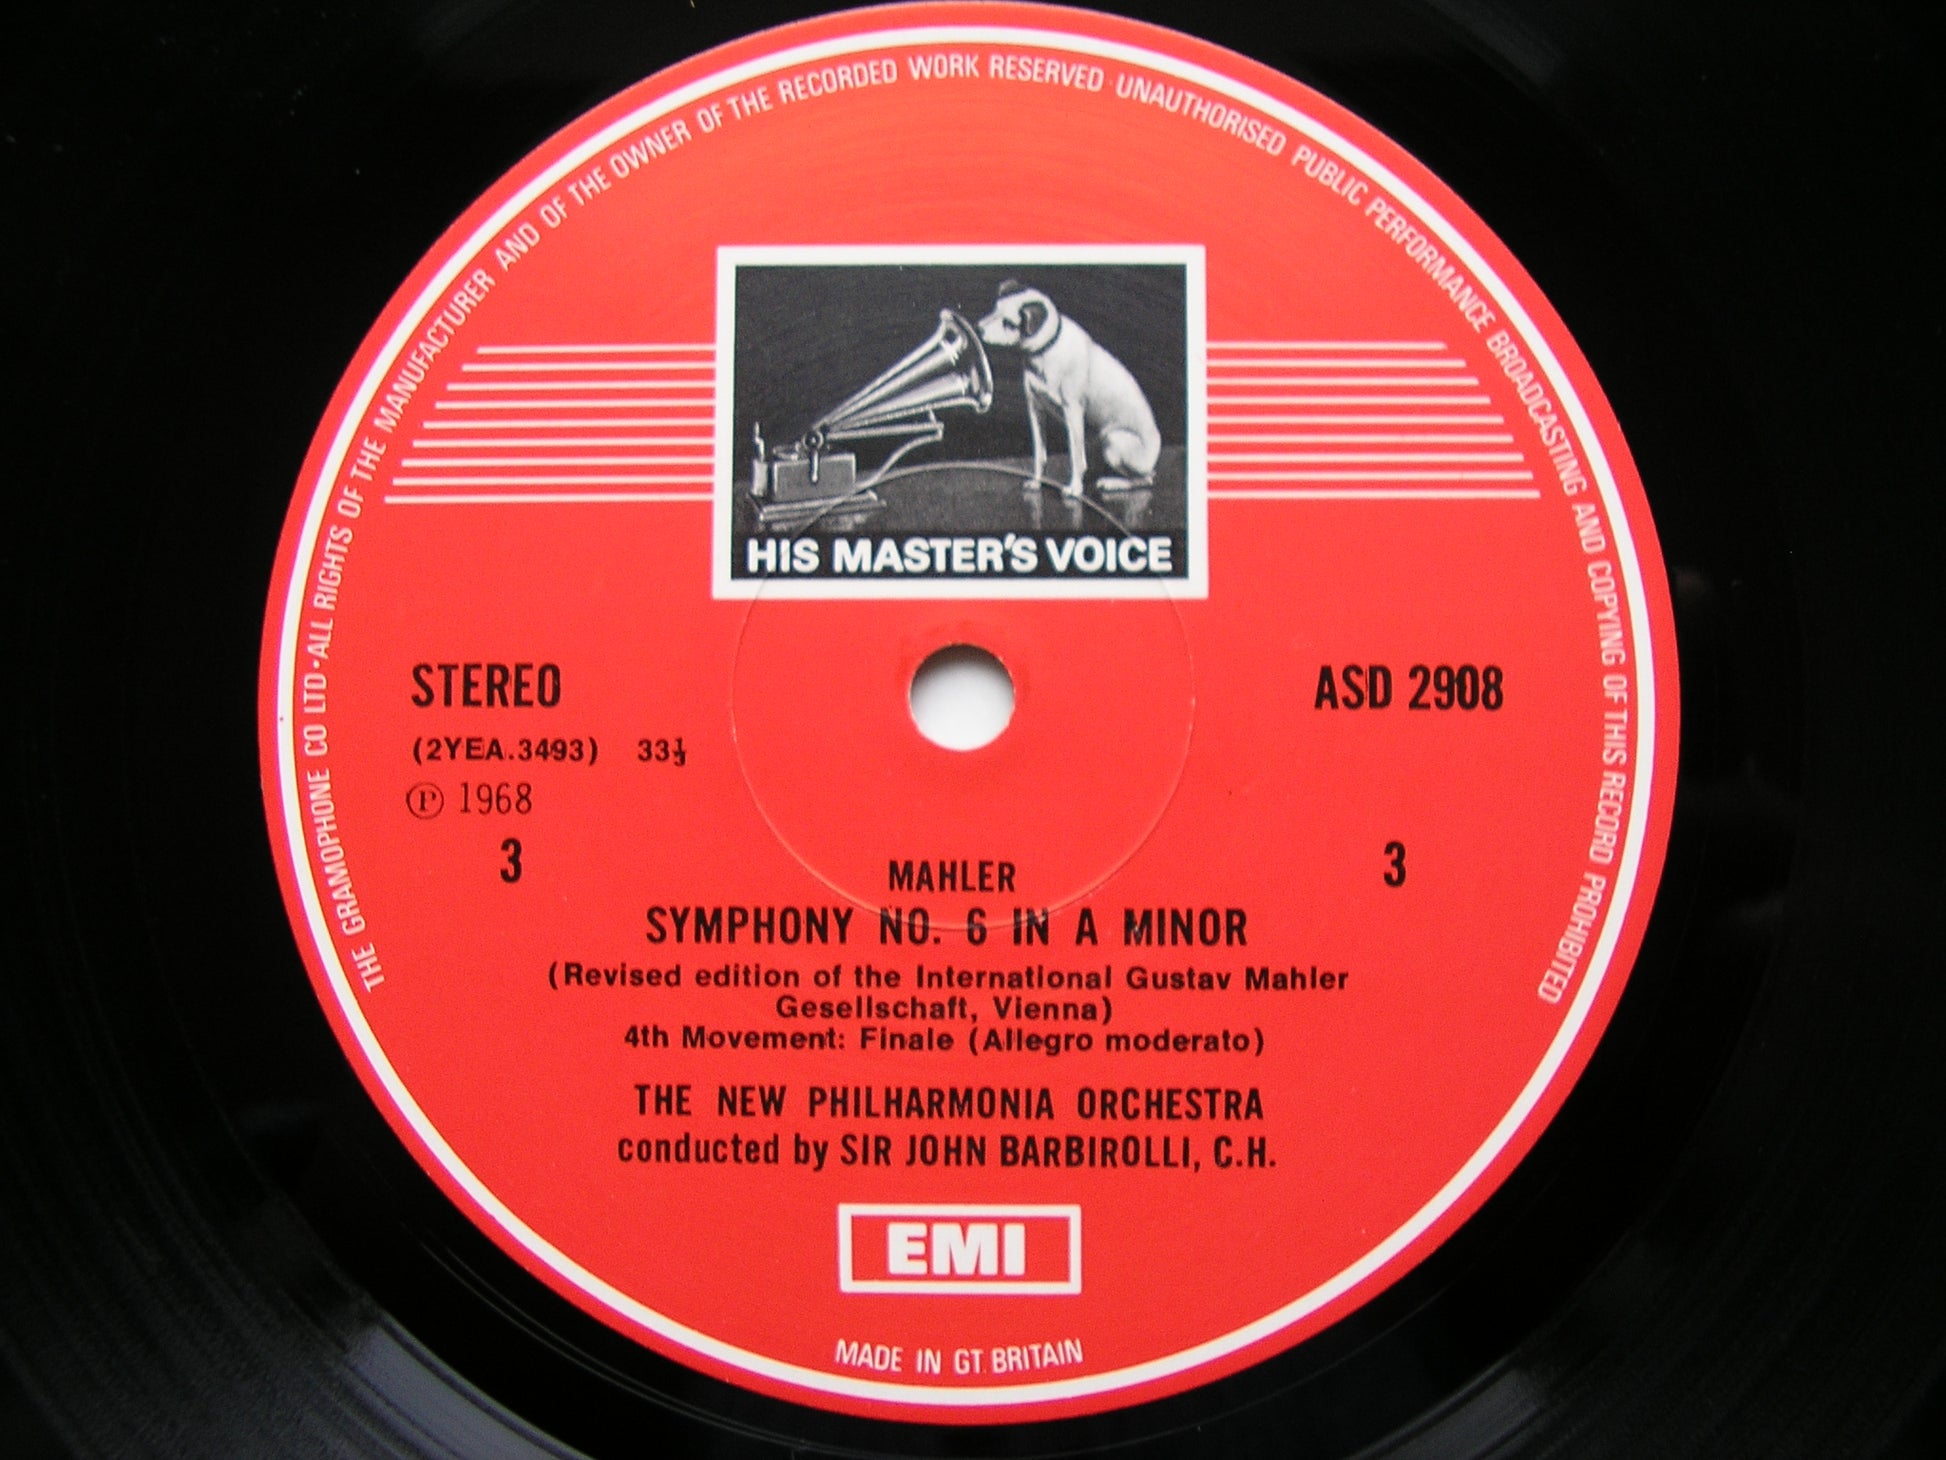 THE GRAMOPHONE CO LTD·ALL RIGHTS OF THE MANUFACTURER AND OF THE OWNER OF THE RECORDED WORK RESERVED·UNAUTHORISED PUBLIC PERFORMANCE BROADCASTING AND COPYING OF THIS RECORD PROHIBITED
HIS MASTER'S VOICE
STEREO
ASD 2908
(2YEA.3493) 33⅓
Ⓟ 1968
3
3
MAHLER
SYMPHONY NO. 6 IN A MINOR
(Revised edition of the International Gustav Mahler
Gesellschaft, Vienna)
4th Movement: Finale (Allegro moderato)
THE NEW PHILHARMONIA ORCHESTRA
conducted by SIR JOHN BARBIROLLI, C.H.
EMI
MADE IN GT. BRITAIN